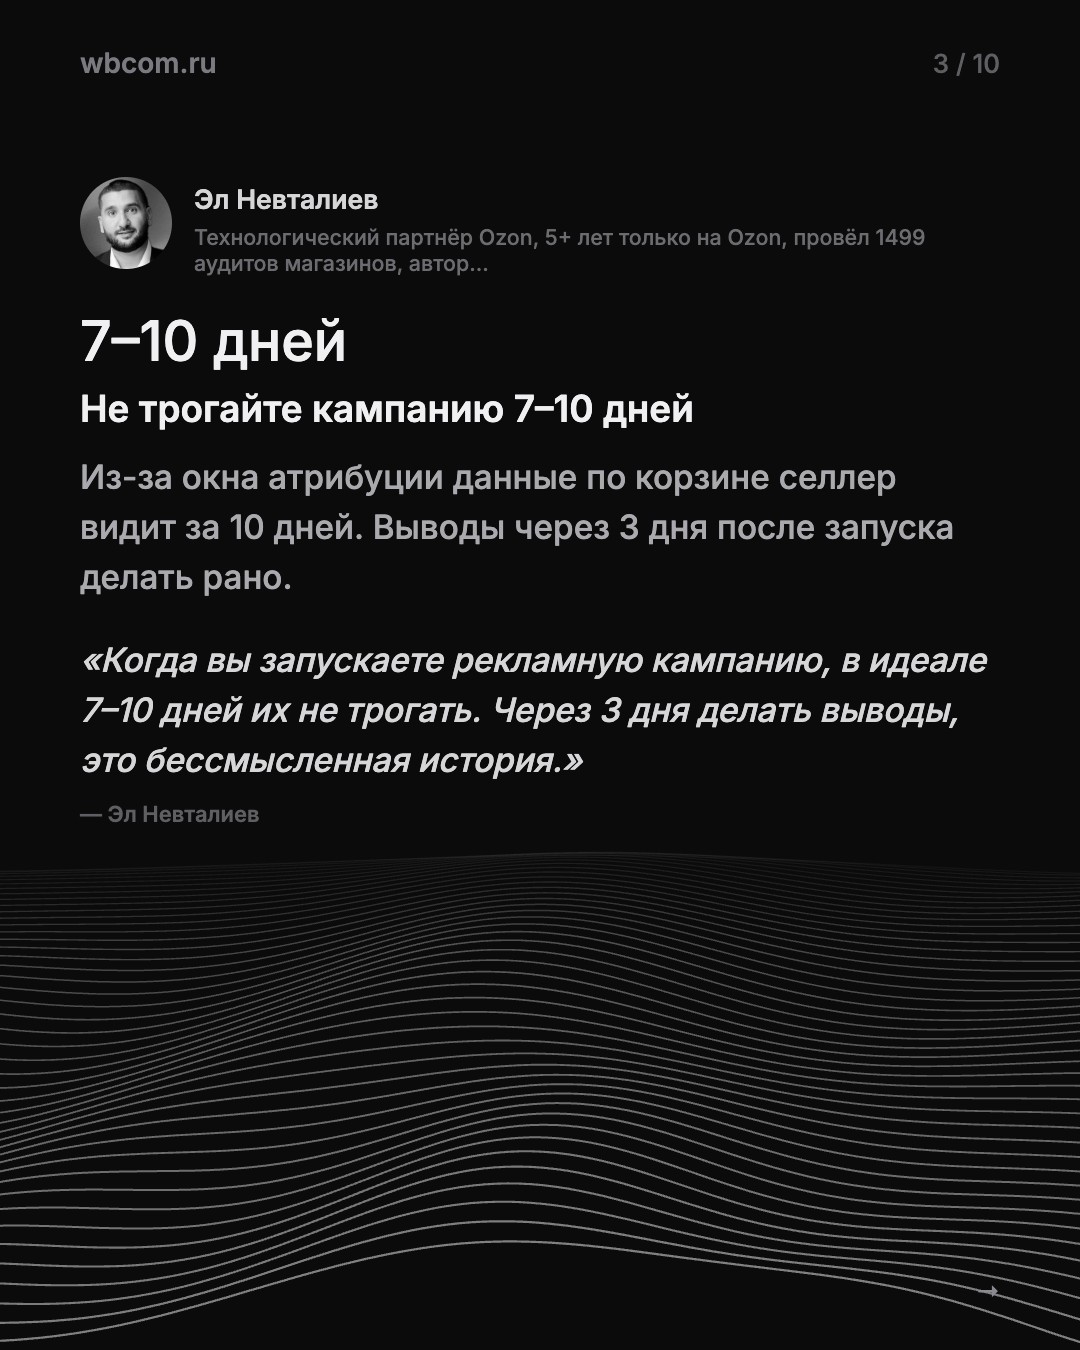 wbcom.ru
3 / 10
Эл Невталиев
Технологический партнёр Ozon, 5+ лет только на Ozon, провёл 1499
аудитов магазинов, автор...
7–10 дней
Не трогайте кампанию 7–10 дней
Из-за окна атрибуции данные по корзине селлер
видит за 10 дней. Выводы через 3 дня после запуска
делать рано.
«Когда вы запускаете рекламную кампанию, в идеале
7–10 дней их не трогать. Через 3 дня делать выводы,
это бессмысленная история.»
— Эл Невталиев
→